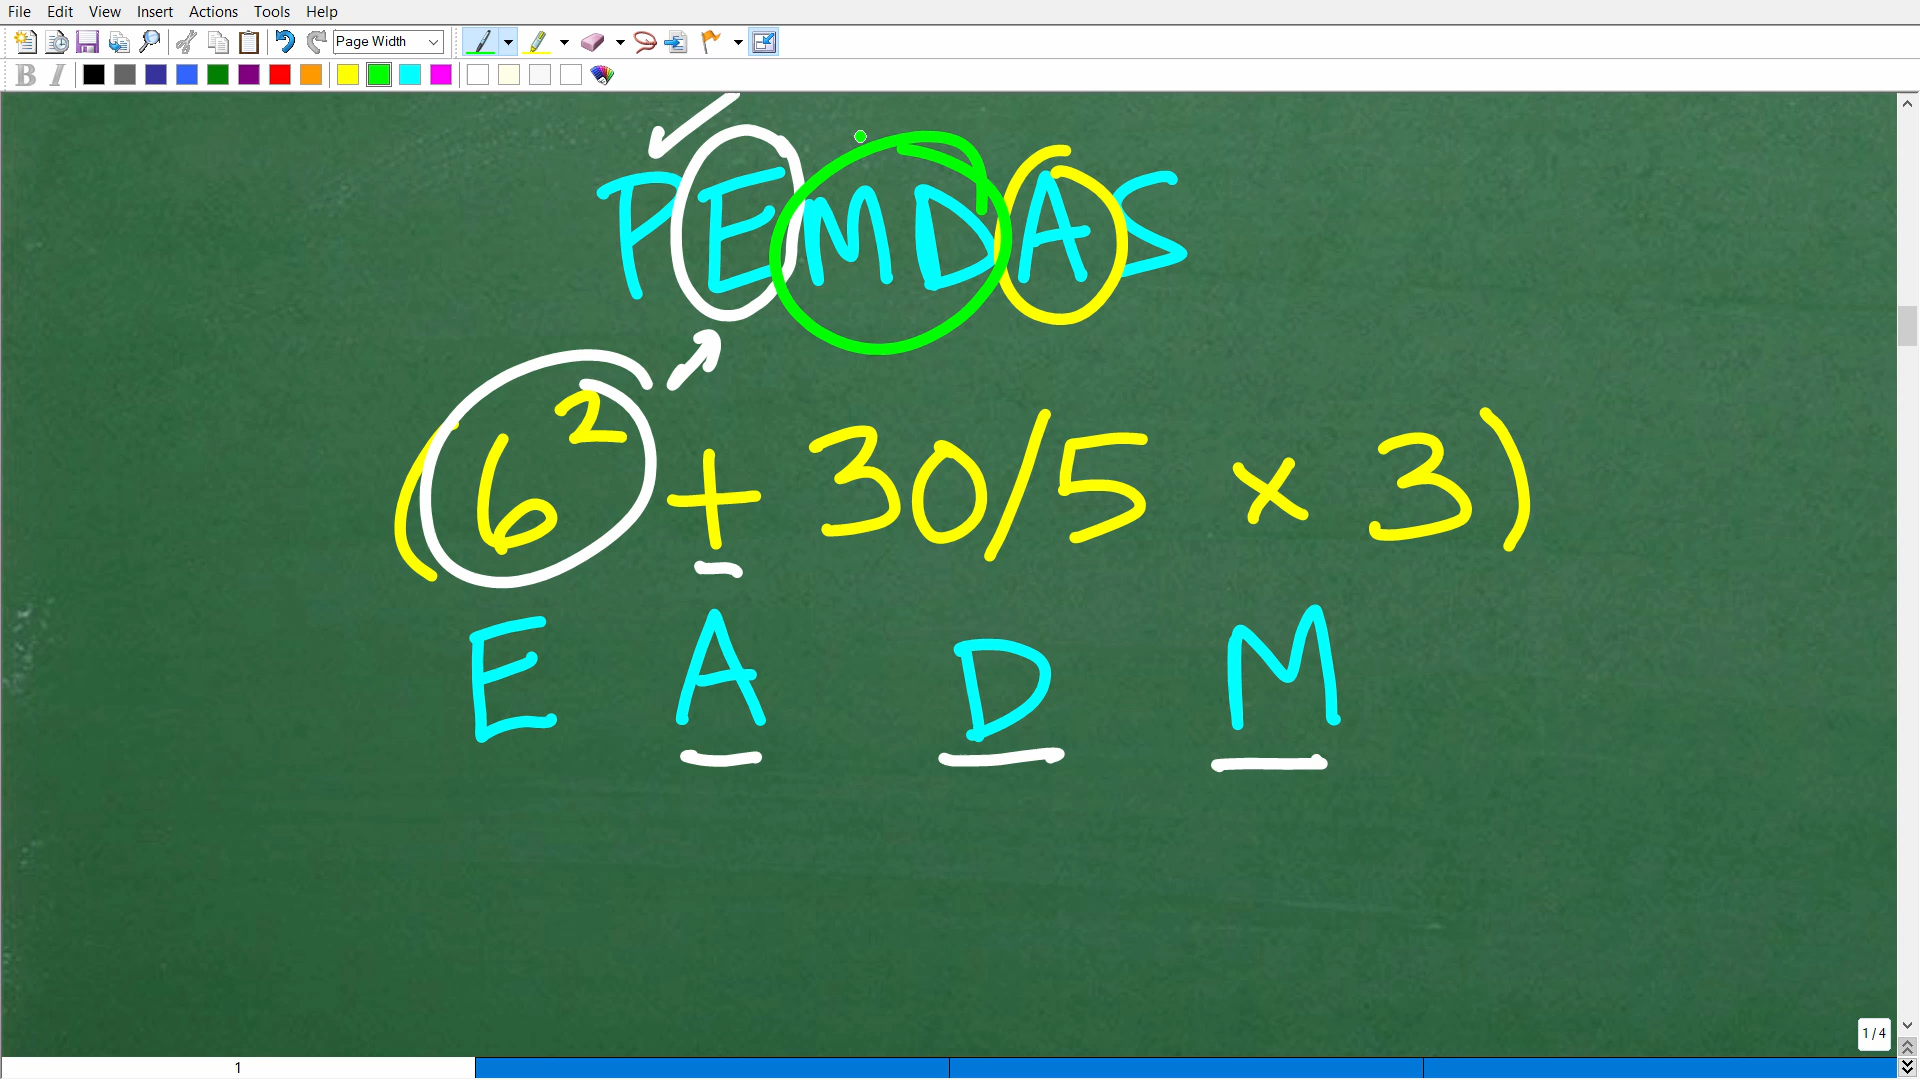 File Edit View Insert Actions Tools Help
Page Width
B I
PEMDAS
(6² + 30/5 × 3)
E A D M
1 / 4
1